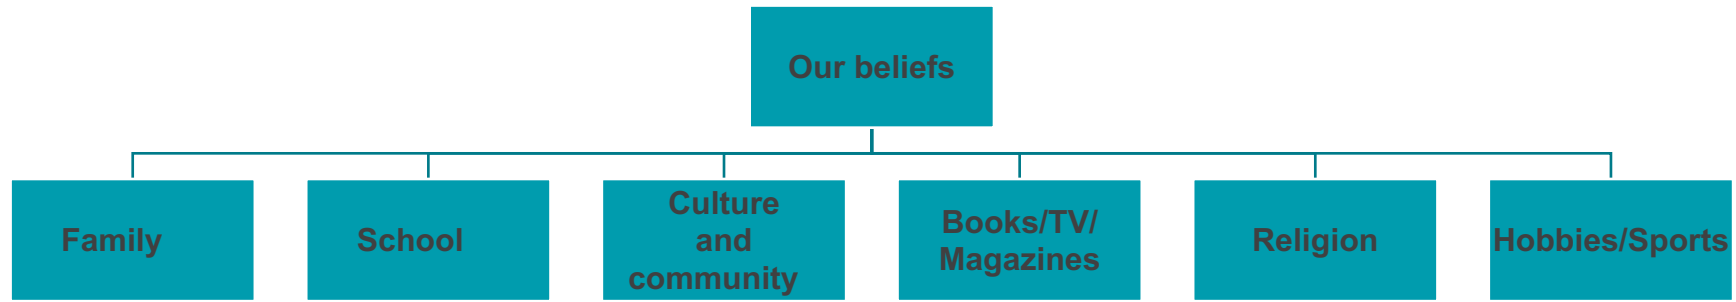 Our beliefs
Family
School
Culture
and
community
Books/TV/
Magazines
Religion
Hobbies/Sports